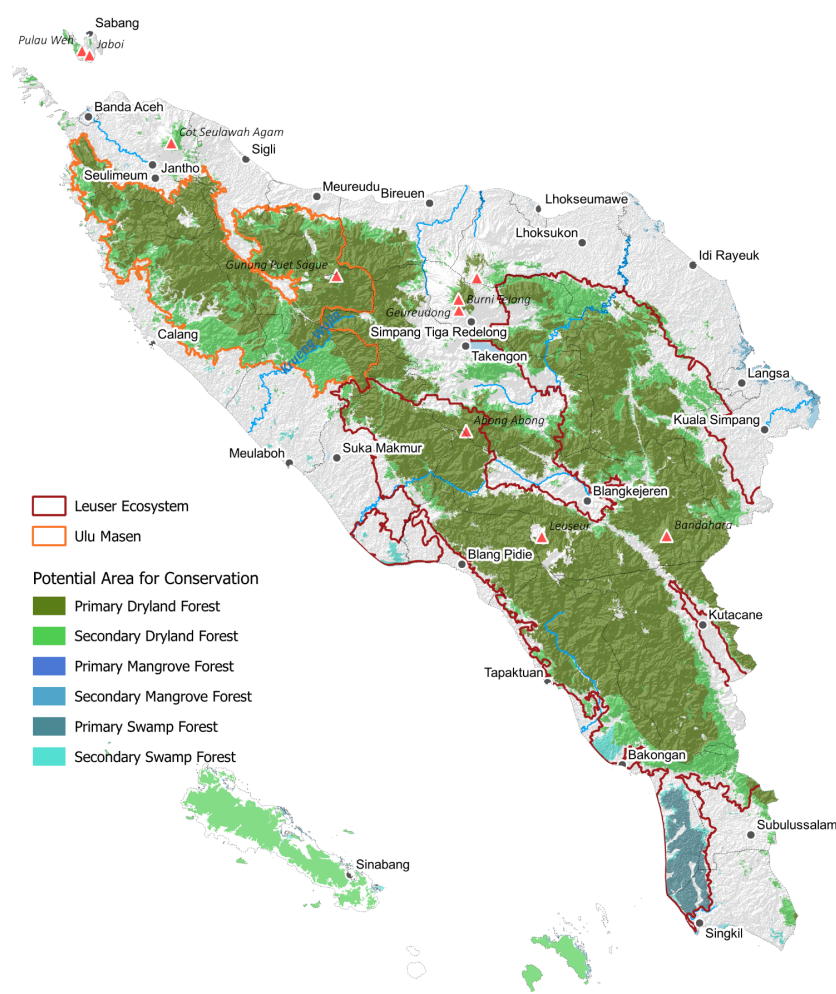 Sabang
Pulau Weh
Jaboi
Banda Aceh
Cot Seulawah Agam
Sigli
Jantho
Seulimeum
Meureudu
Bireuen
Lhokseumawe
Lhoksukon
Idi Rayeuk
Gunung Puet Sague
Burni Telong
Geureudong
Simpang Tiga Redelong
Calang
Krueng Woyla
Takengon
Langsa
Kuala Simpang
Abong Abong
Meulaboh
Suka Makmur
Blangkejeren
Leuseur
Bandahara
Blang Pidie
Kutacane
Tapaktuan
Bakongan
Subulussalam
Sinabang
Singkil
Leuser Ecosystem
Ulu Masen
Potential Area for Conservation
Primary Dryland Forest
Secondary Dryland Forest
Primary Mangrove Forest
Secondary Mangrove Forest
Primary Swamp Forest
Secondary Swamp Forest